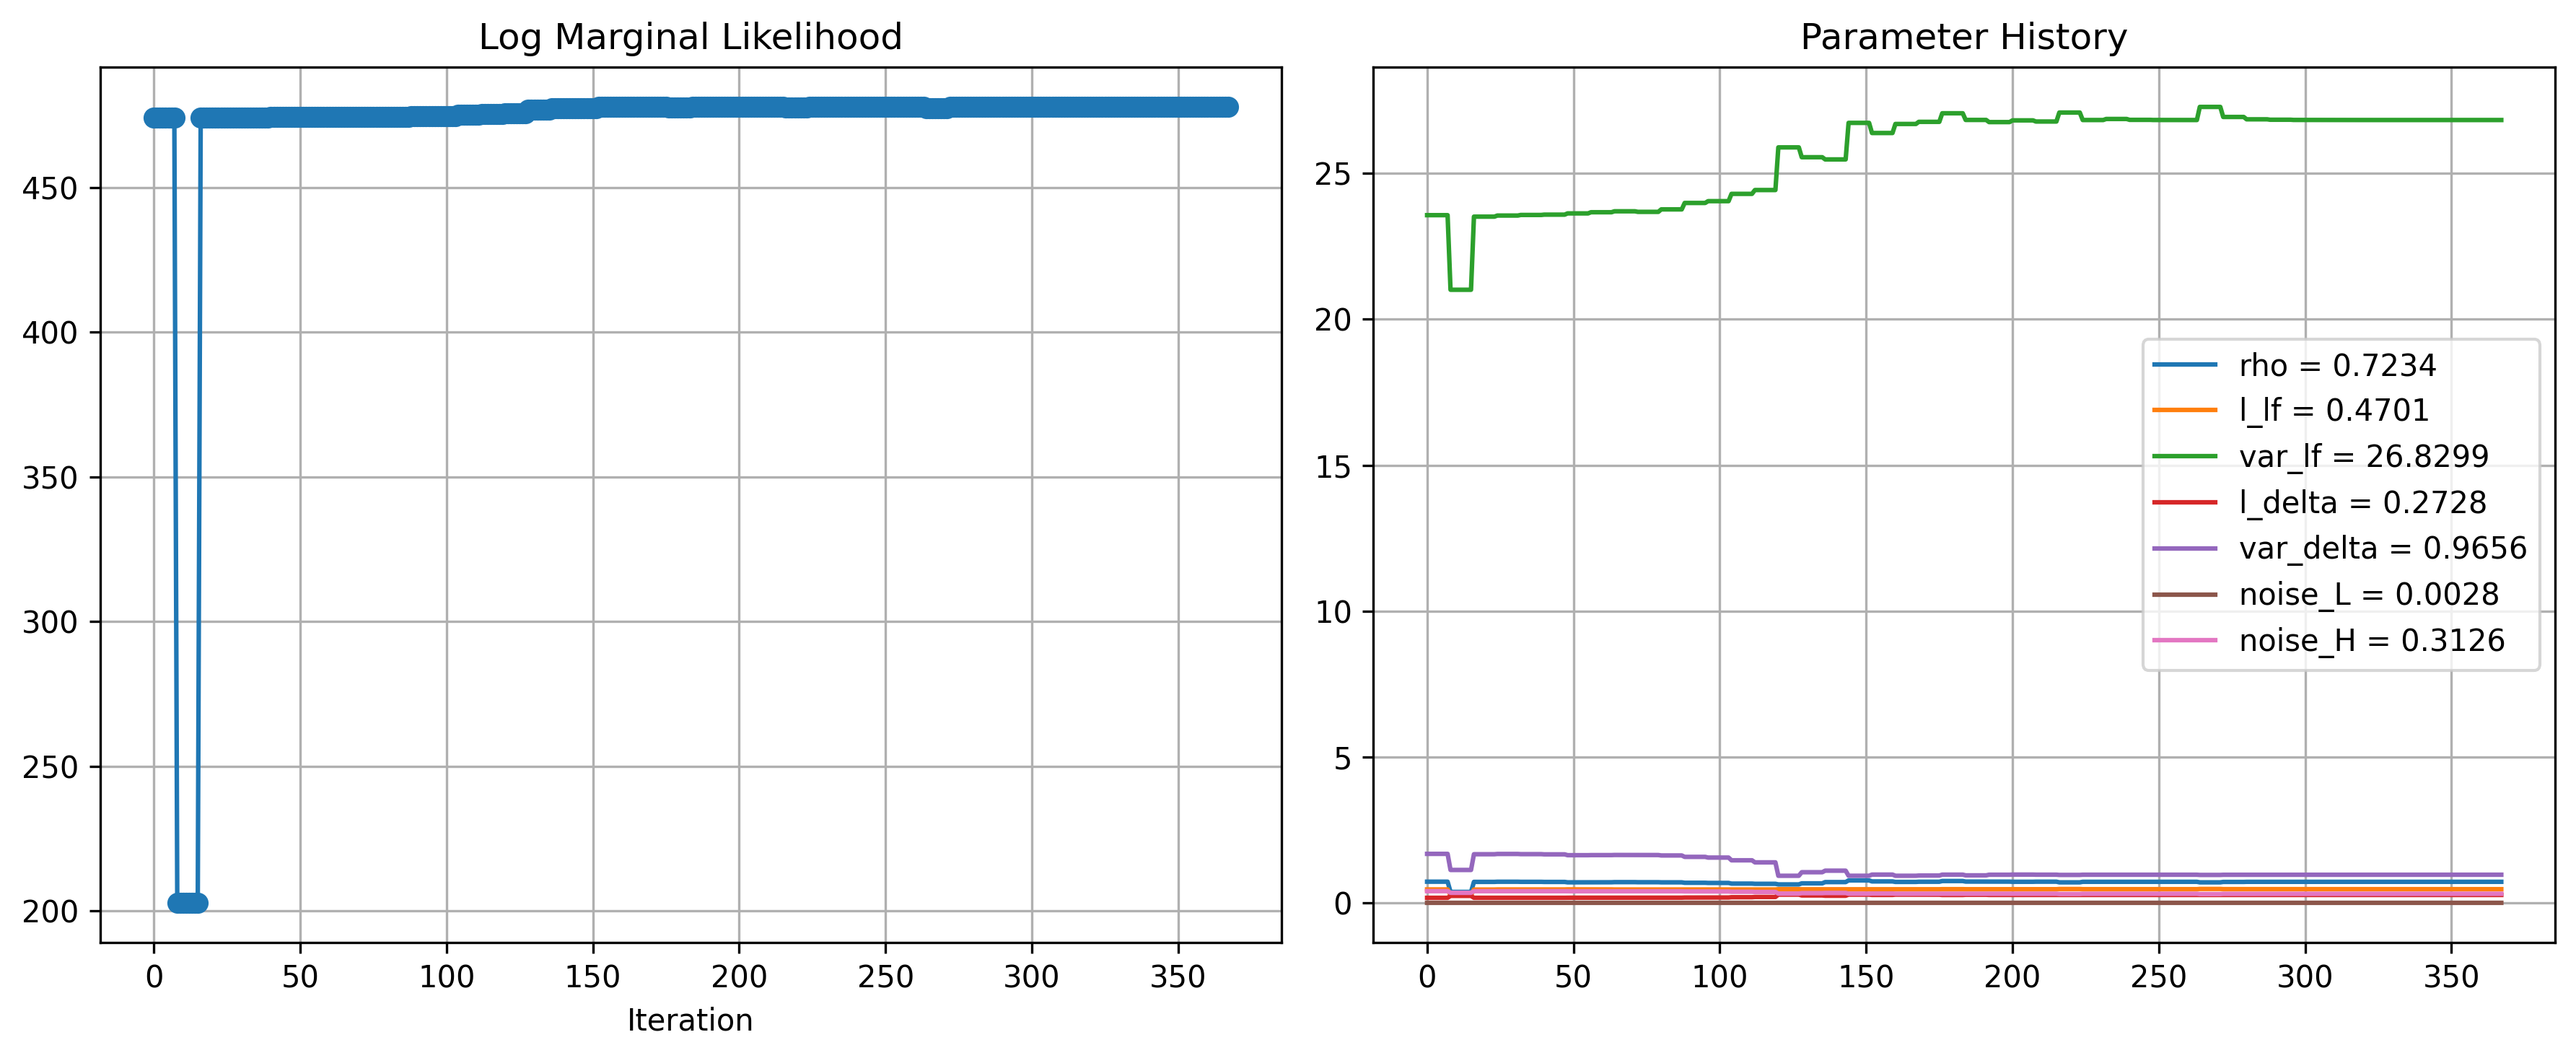 Log Marginal Likelihood
450
400
350
300
250
200
0 50 100 150 200 250 300 350
Iteration
Parameter History
25
20
15
10
5
0
0 50 100 150 200 250 300 350
rho = 0.7234
l_lf = 0.4701
var_lf = 26.8299
l_delta = 0.2728
var_delta = 0.9656
noise_L = 0.0028
noise_H = 0.3126